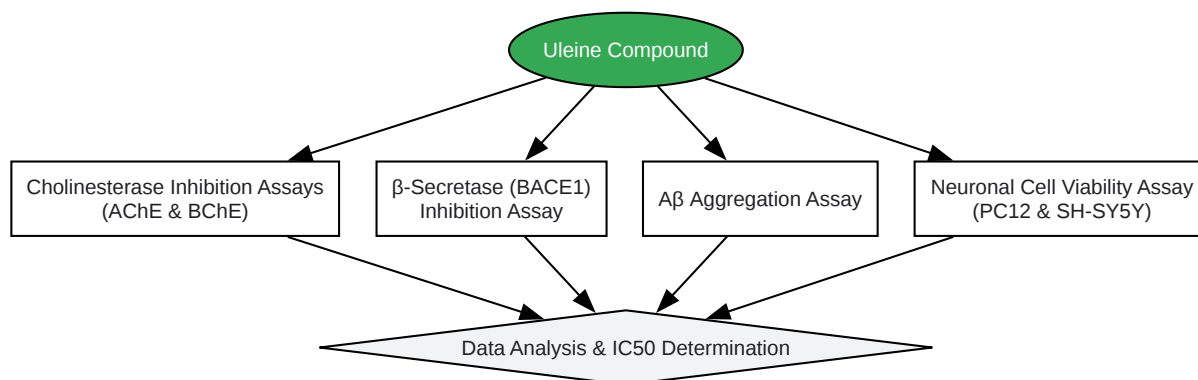 Uleine Compound
Cholinesterase Inhibition Assays
(AChE & BChE)
β-Secretase (BACE1)
Inhibition Assay
Aβ Aggregation Assay
Neuronal Cell Viability Assay
(PC12 & SH-SY5Y)
Data Analysis & IC50 Determination